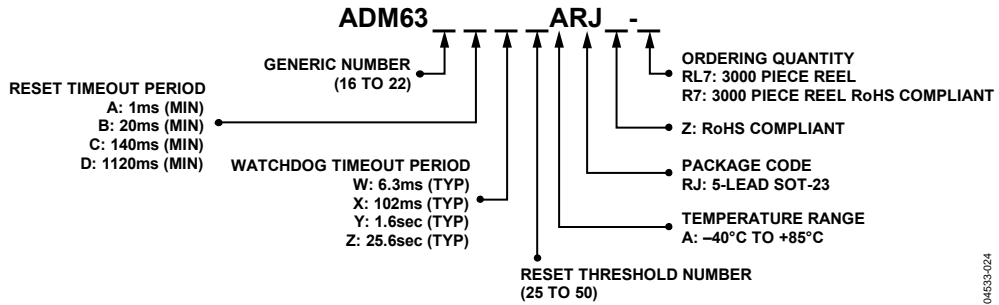 ADM63_ _ _ _ARJ_-_
GENERIC NUMBER
(16 TO 22)
RESET TIMEOUT PERIOD
A: 1ms (MIN)
B: 20ms (MIN)
C: 140ms (MIN)
D: 1120ms (MIN)
WATCHDOG TIMEOUT PERIOD
W: 6.3ms (TYP)
X: 102ms (TYP)
Y: 1.6sec (TYP)
Z: 25.6sec (TYP)
ORDERING QUANTITY
RL7: 3000 PIECE REEL
R7: 3000 PIECE REEL RoHS COMPLIANT
Z: RoHS COMPLIANT
PACKAGE CODE
RJ: 5-LEAD SOT-23
TEMPERATURE RANGE
A: –40°C TO +85°C
RESET THRESHOLD NUMBER
(25 TO 50)
04533-024